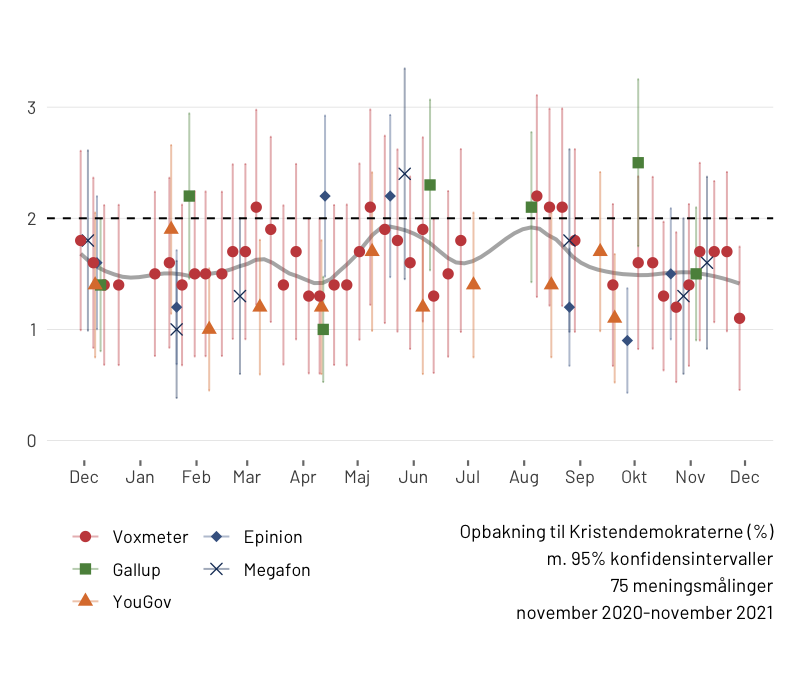 3
2
1
0
Dec Jan Feb Mar Apr Maj Jun Jul Aug Sep Okt Nov Dec
Voxmeter Epinion
Gallup Megafon
YouGov
Opbakning til Kristendemokraterne (%)
m. 95% konfidensintervaller
75 meningsmålinger
november 2020-november 2021